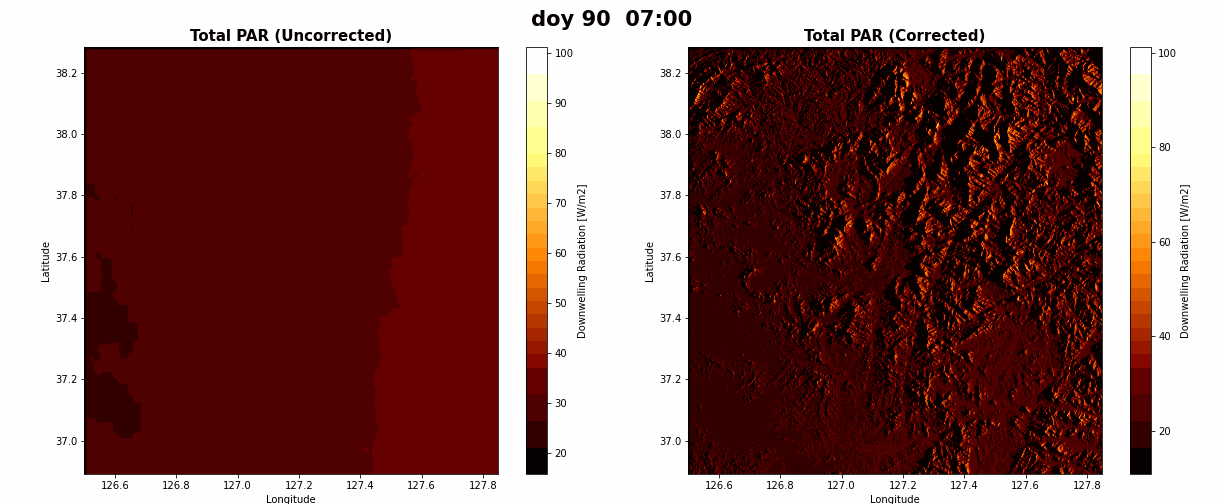 doy 90  07:00
Total PAR (Uncorrected)
38.2
38.0
37.8
37.6
37.4
37.2
37.0
Latitude
126.6 126.8 127.0 127.2 127.4 127.6 127.8
Longitude
100
90
80
70
60
50
40
30
20
Downwelling Radiation [W/m2]
Total PAR (Corrected)
38.2
38.0
37.8
37.6
37.4
37.2
37.0
Latitude
126.6 126.8 127.0 127.2 127.4 127.6 127.8
Longitude
100
80
60
40
20
Downwelling Radiation [W/m2]